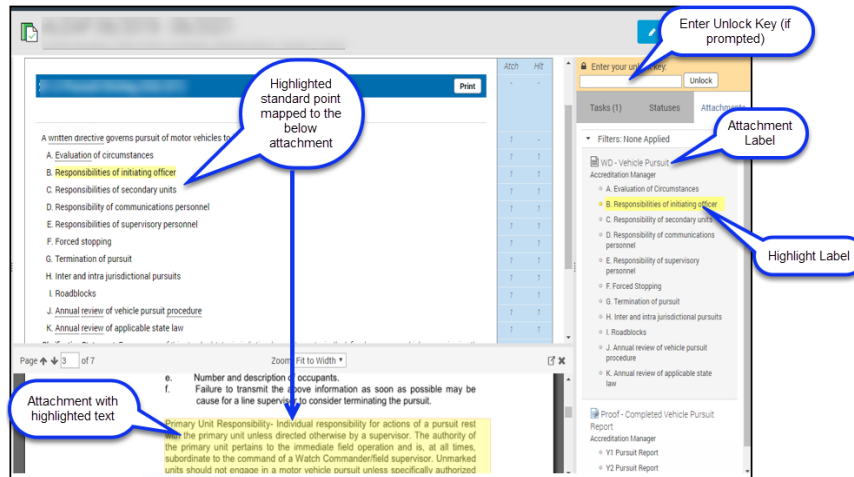 Enter Unlock Key (if
prompted)
Atch Hlt
Enter your unlock key:
Unlock
Print
Highlighted
standard point
mapped to the
below
attachment
Tasks (1) Statuses Attachments
Attachment
Label
Filters: None Applied
A written directive governs pursuit of motor vehicles to
A. Evaluation of circumstances
B. Responsibilities of initiating officer
C. Responsibilities of secondary units
D. Responsibility of communications personnel
E. Responsibilities of supervisory personnel
F. Forced stopping
G. Termination of pursuit
H. Inter and intra jurisdictional pursuits
I. Roadblocks
J. Annual review of vehicle pursuit procedure
K. Annual review of applicable state law
WD - Vehicle Pursuit
Accreditation Manager
A. Evaluation of Circumstances
B. Responsibilities of initiating officer
C. Responsibility of secondary units
D. Responsibility of communications
personnel
E. Responsibility of supervisory
personnel
F. Forced Stopping
G. Termination of pursuit
H. Inter and intra jurisdictional pursuits
I. Roadblocks
J. Annual review of vehicle pursuit
procedure
K. Annual review of applicable state
law
Highlight Label
Proof - Completed Vehicle Pursuit
Report
Accreditation Manager
Y1 Pursuit Report
Y2 Pursuit Report
Page 3 of 7 Zoom: Fit to Width
Attachment with
highlighted text
e. Number and description of occupants.
f. Failure to transmit the above information as soon as possible may be
cause for a line supervisor to consider terminating the pursuit.
Primary Unit Responsibility- Individual responsibility for actions of a pursuit rest
with the primary unit unless directed otherwise by a supervisor. The authority of
the primary unit pertains to the immediate field operation and is, at all times,
subordinate to the command of a Watch Commander/field supervisor. Unmarked
units should not engage in a motor vehicle pursuit unless specifically authorized